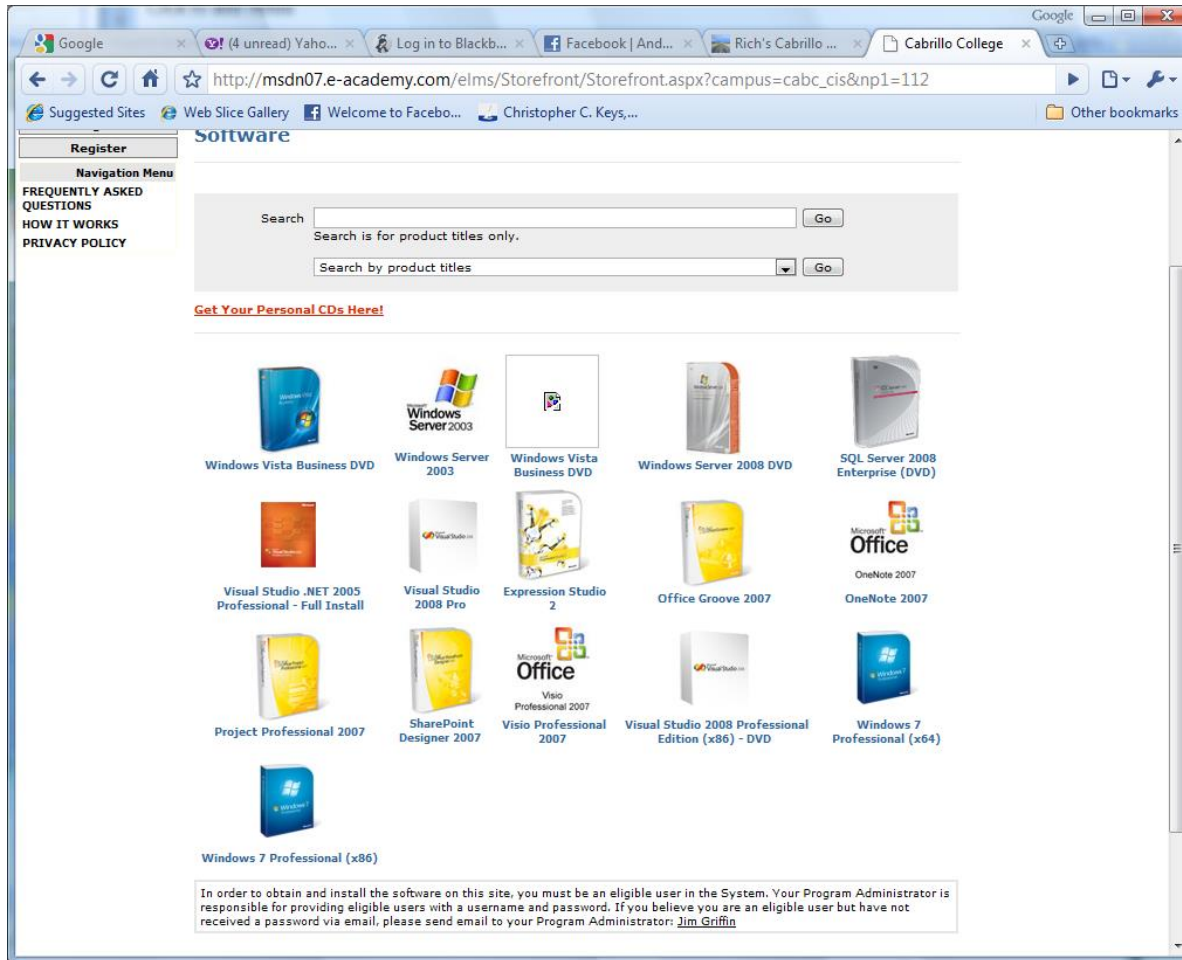 Google
Google
(4 unread) Yaho...
Log in to Blackb...
Facebook | And...
Rich's Cabrillo ...
Cabrillo College
http://msdn07.e-academy.com/elms/Storefront/Storefront.aspx?campus=cabc_cis&np1=112
Suggested Sites
Web Slice Gallery
Welcome to Facebo...
Christopher C. Keys,...
Other bookmarks
Register
Navigation Menu
FREQUENTLY ASKED
QUESTIONS
HOW IT WORKS
PRIVACY POLICY
Software
Search
Go
Search is for product titles only.
Search by product titles
Go
Get Your Personal CDs Here!
Windows Vista Business DVD
Microsoft
Windows
Server 2003
Windows Server
2003
Windows Vista
Business DVD
Windows Server 2008 DVD
SQL Server 2008
Enterprise (DVD)
Visual Studio .NET 2005
Professional - Full Install
Visual Studio
Visual Studio
2008 Pro
Expression Studio
2
Office Groove 2007
Microsoft
Office
OneNote 2007
OneNote 2007
Project Professional 2007
SharePoint
Designer 2007
Microsoft
Office
Visio
Professional 2007
Visio Professional
2007
Visual Studio
Visual Studio 2008 Professional
Edition (x86) - DVD
Windows 7
Windows 7
Professional (x64)
Windows 7
Windows 7 Professional (x86)
In order to obtain and install the software on this site, you must be an eligible user in the System. Your Program Administrator is
responsible for providing eligible users with a username and password. If you believe you are an eligible user but have not
received a password via email, please send email to your Program Administrator: Jim Griffin